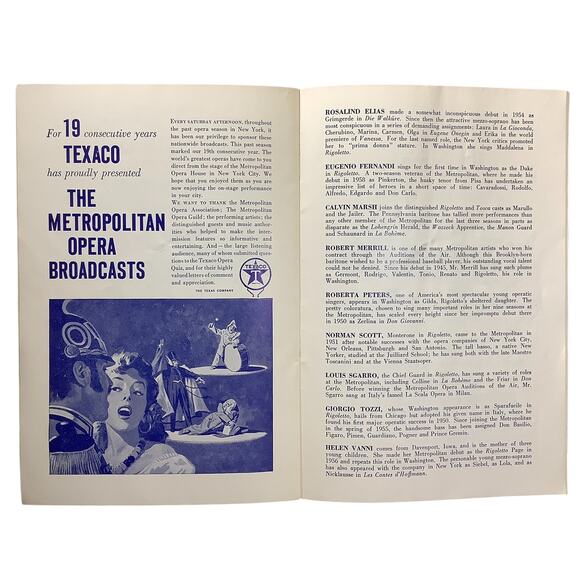 For 19 consecutive years
TEXACO
has proudly presented
THE
METROPOLITAN
OPERA
BROADCASTS
EVERY SATURDAY AFTERNOON, throughout
the past opera season in New York, it
has been our privilege to sponsor these
nationwide broadcasts. This past season
marked our 19th consecutive year. The
world's greatest operas have come to you
direct from the stage of the Metropolitan
Opera House in New York City. We
hope that you enjoyed them as you are
now enjoying the on-stage performance
in your city.
WE WANT TO THANK the Metropolitan
Opera Association; The Metropolitan
Opera Guild; the performing artists; the
distinguished guests and music author-
ities who helped to make the inter-
mission features so informative and
entertaining. And — the large listening
audience, many of whom submitted ques-
tions to the Texaco Opera
Quiz, and for their highly
valued letters of comment
and appreciation.
THE TEXAS COMPANY
TEXACO
T
ROSALIND ELIAS made a somewhat inconspicuous debut in 1954 as
Grimgerde in Die Walküre. Since then the attractive mezzo-soprano has been
most conspicuous in a series of demanding assignments: Laura in La Gioconda,
Cherubino, Marina, Carmen, Olga in Eugene Onegin and Erika in the world
premiere of Vanessa. For the last named role, the New York critics promoted
her to "prima donna" stature. In Washington she sings Maddalena in
Rigoletto.
EUGENIO FERNANDI sings for the first time in Washington as the Duke
in Rigoletto. A two-season veteran of the Metropolitan, where he made his
debut in 1958 as Pinkerton, the husky tenor from Pisa has undertaken an
impressive list of heroes in a short space of time: Cavaradossi, Rodolfo,
Alfredo, Edgardo and Don Carlo.
CALVIN MARSH joins the distinguished Rigoletto and Tosca casts as Marullo
and the Jailer. The Pennsylvania baritone has tallied more performances than
any other member of the Metropolitan for the last three seasons in parts as
disparate as the Lohengrin Herald, the Wozzeck Apprentice, the Manon Guard
and Schaunard in La Bohème.
ROBERT MERRILL is one of the many Metropolitan artists who won his
contract through the Auditions of the Air. Although this Brooklyn-born
baritone wished to be a professional baseball player, his outstanding vocal talent
could not be denied. Since his debut in 1945, Mr. Merrill has sung such plums
as Germont, Rodrigo, Valentin, Tonio, Renato and Rigoletto, his role in
Washington.
ROBERTA PETERS, one of America's most spectacular young operatic
singers, appears in Washington as Gilda, Rigoletto's sheltered daughter. The
pretty coloratura, chosen to sing many important roles in her nine seasons at
the Metropolitan, has scaled every height since her impromptu debut there
in 1950 as Zerlina in Don Giovanni.
NORMAN SCOTT, Monterone in Rigoletto, came to the Metropolitan in
1951 after notable successes with the opera companies of New York City,
New Orleans, Pittsburgh and San Antonio. The tall basso, a native New
Yorker, studied at the Juilliard School; he has sung both with the late Maestro
Toscanini and at the Vienna Staatsoper.
LOUIS SGARRO, the Chief Guard in Rigoletto, has sung a variety of roles
at the Metropolitan, including Colline in La Bohème and the Friar in Don
Carlo. Before winning the Metropolitan Opera Auditions of the Air, Mr.
Sgarro sang at Italy's famed La Scala Opera in Milan.
GIORGIO TOZZI, whose Washington appearance is as Sparafucile in
Rigoletto, hails from Chicago but adopted his given name in Italy, where he
found his first major operatic success in 1950. Since joining the Metropolitan
in the spring of 1955, the handsome bass has been assigned Don Basilio,
Figaro, Pimen, Guardiano, Pogner and Prince Gremin.
HELEN VANNI comes from Davenport, Iowa, and is the mother of three
young children. She made her Metropolitan debut as the Rigoletto Page in
1956 and repeats this role in Washington. The personable young mezzo-soprano
has also appeared with the company in New York as Siebel, as Lola, and as
Nicklausse in Les Contes d'Hoffmann.